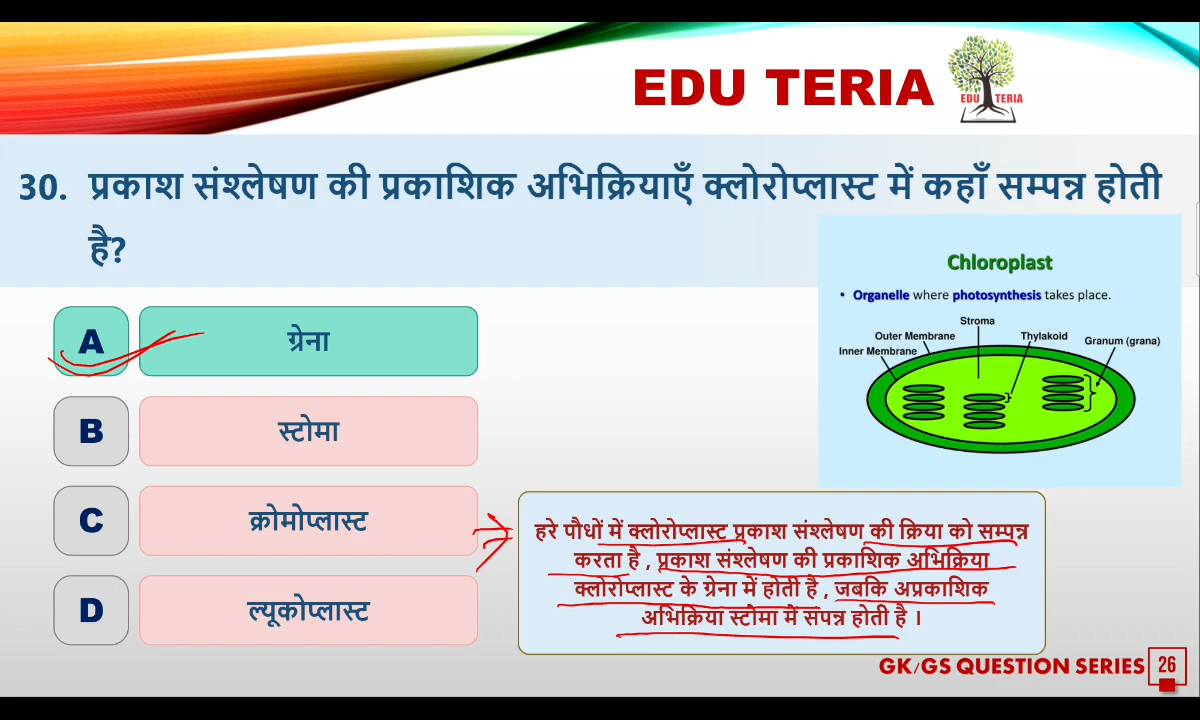 EDU TERIA
EDU TERIA
30. प्रकाश संश्लेषण की प्रकाशिक अभिक्रियाएँ क्लोरोप्लास्ट में कहाँ सम्पन्न होती
है?
Chloroplast
• Organelle where photosynthesis takes place.
Stroma
Outer Membrane
Thylakoid
Granum (grana)
Inner Membrane
A ग्रेना
B स्टोमा
C क्रोमोप्लास्ट
D ल्यूकोप्लास्ट
हरे पौधों में क्लोरोप्लास्ट प्रकाश संश्लेषण की क्रिया को सम्पन्न
करता है , प्रकाश संश्लेषण की प्रकाशिक अभिक्रिया
क्लोरोप्लास्ट के ग्रेना में होती है , जबकि अप्रकाशिक
अभिक्रिया स्टोमा में संपन्न होती है ।
GK/GS QUESTION SERIES 26